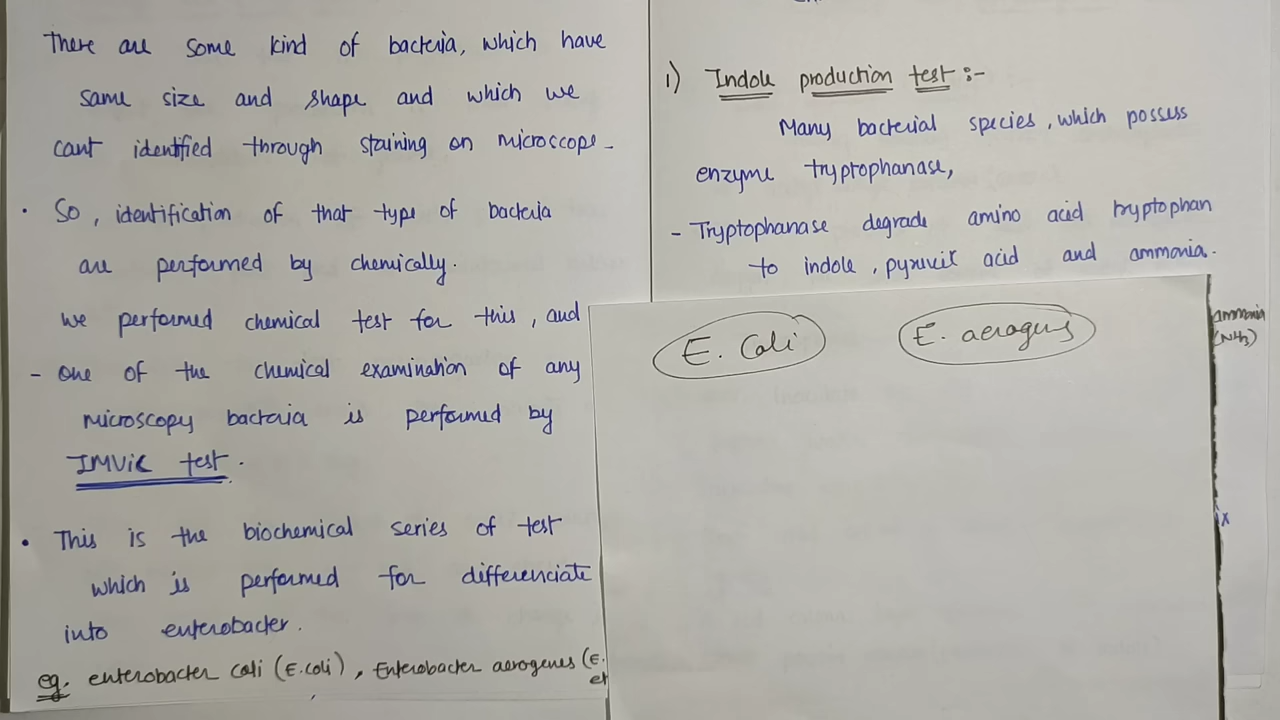 There are some kind of bacteria, which have
same size and shape and which we
cant identified through staining on microscope.
• So, identification of that type of bacteria
are performed by chemically.
we performed chemical test for this, and
- one of the chemical examination of any
microscopy bacteria is performed by
IMViC test.
• This is the biochemical series of test
which is performed for differenciate
into enterobacter.
eg. enterobacter coli (E.coli), Enterobacter aerogenes (E.
et
i) Indole production test :-
Many bacterial species, which possess
enzyme tryptophanase,
- Tryptophanase degrade amino acid tryptophan
to indole, pyruvic acid and ammonia.
ammonia
(NH3)
x
E. Coli E. aerogus